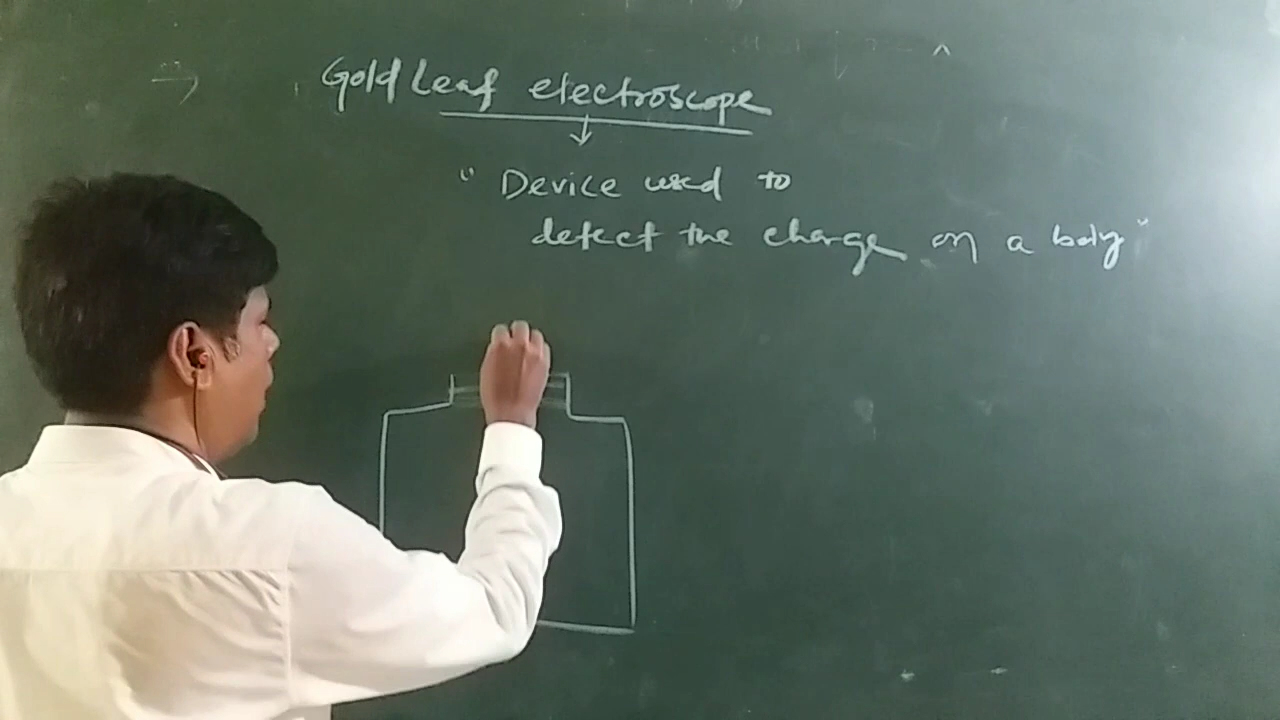 Gold Leaf electroscope
" Device used to
detect the charge on a body "